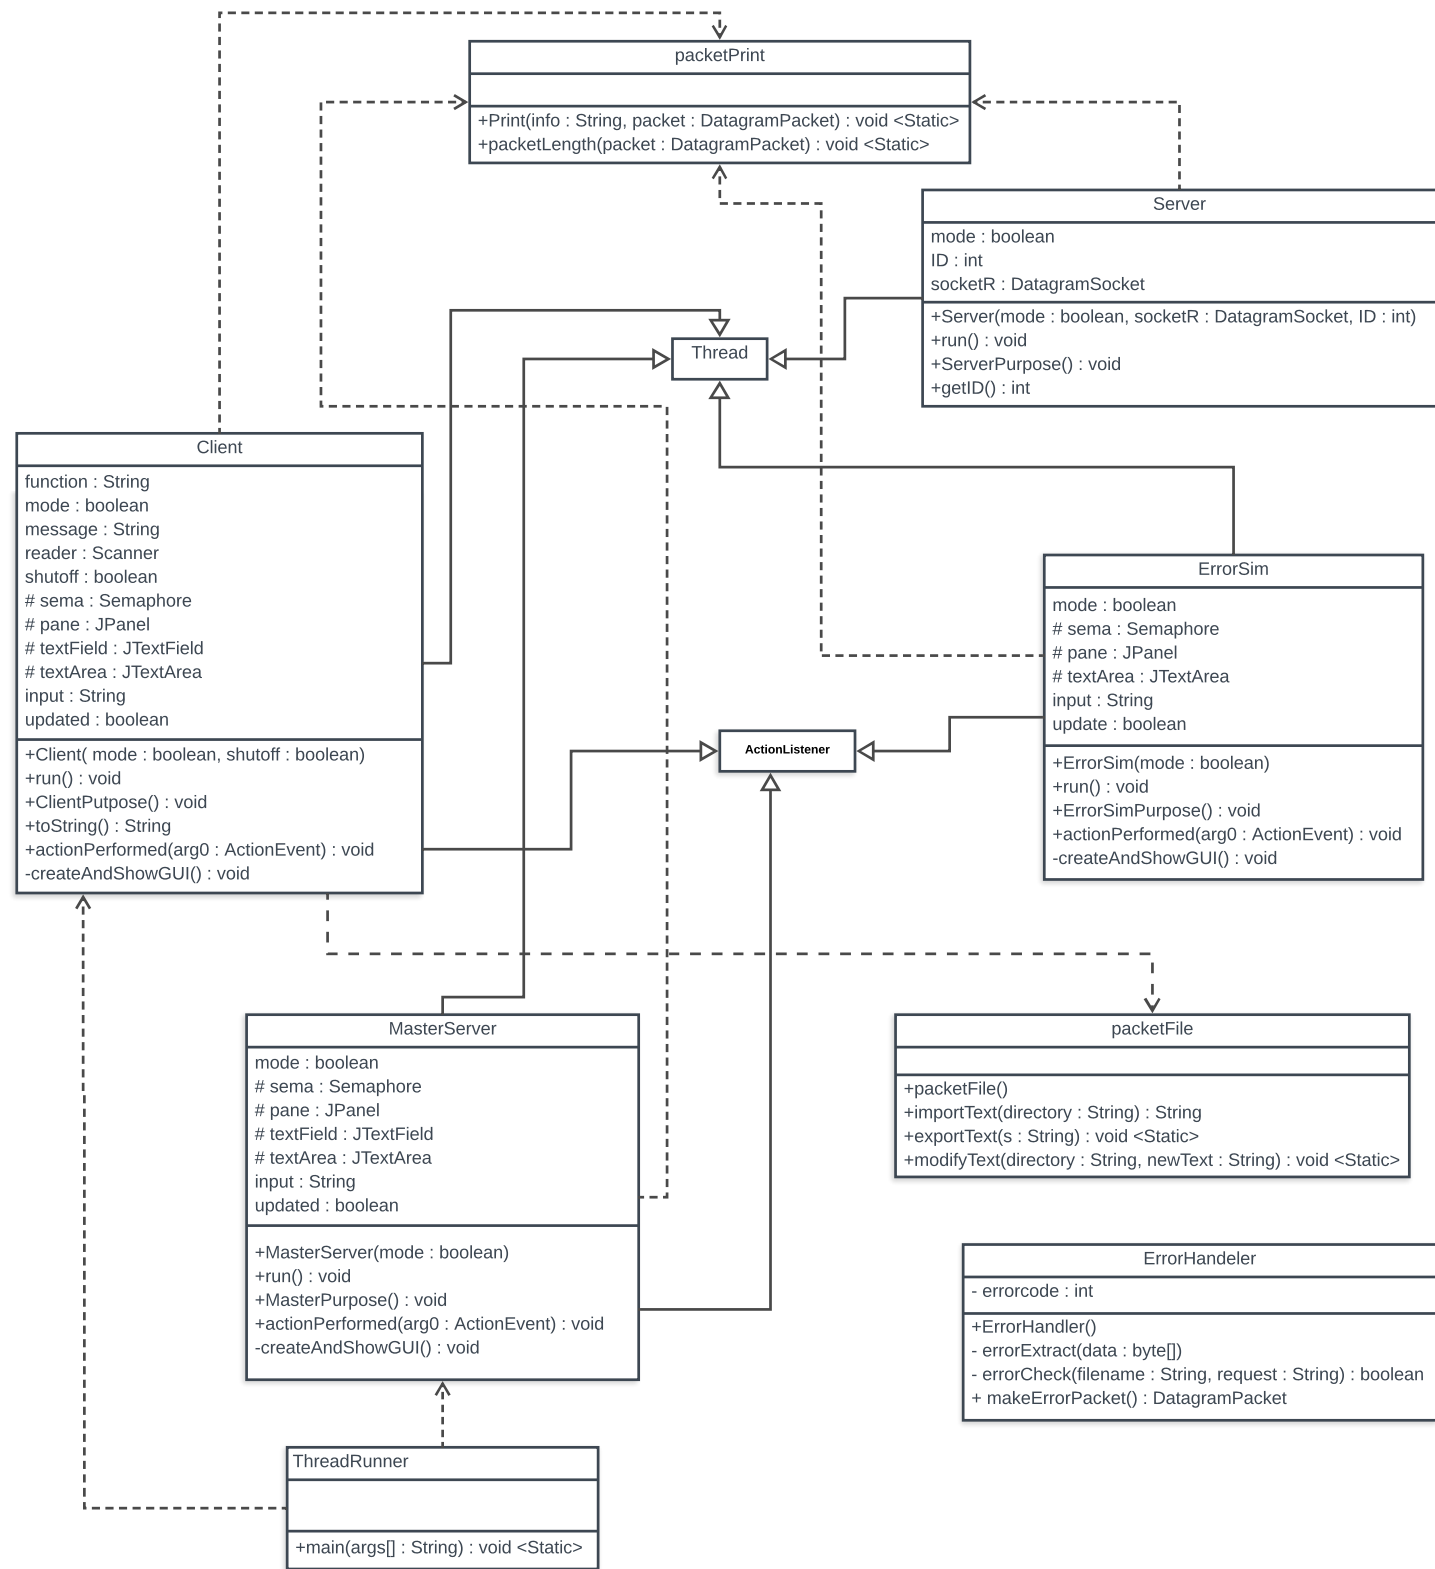 packetPrint
+Print(info : String, packet : DatagramPacket) : void <Static>
+packetLength(packet : DatagramPacket) : void <Static>
Server
mode : boolean
ID : int
socketR : DatagramSocket
+Server(mode : boolean, socketR : DatagramSocket, ID : int)
+run() : void
+ServerPurpose() : void
+getID() : int
Thread
Client
function : String
mode : boolean
message : String
reader : Scanner
shutoff : boolean
# sema : Semaphore
# pane : JPanel
# textField : JTextField
# textArea : JTextArea
input : String
updated : boolean
+Client( mode : boolean, shutoff : boolean)
+run() : void
+ClientPutpose() : void
+toString() : String
+actionPerformed(arg0 : ActionEvent) : void
-createAndShowGUI() : void
ErrorSim
mode : boolean
# sema : Semaphore
# pane : JPanel
# textArea : JTextArea
input : String
update : boolean
+ErrorSim(mode : boolean)
+run() : void
+ErrorSimPurpose() : void
+actionPerformed(arg0 : ActionEvent) : void
-createAndShowGUI() : void
ActionListener
MasterServer
mode : boolean
# sema : Semaphore
# pane : JPanel
# textField : JTextField
# textArea : JTextArea
input : String
updated : boolean
+MasterServer(mode : boolean)
+run() : void
+MasterPurpose() : void
+actionPerformed(arg0 : ActionEvent) : void
-createAndShowGUI() : void
packetFile
+packetFile()
+importText(directory : String) : String
+exportText(s : String) : void <Static>
+modifyText(directory : String, newText : String) : void <Static>
ErrorHandeler
- errorcode : int
+ErrorHandler()
- errorExtract(data : byte[])
- errorCheck(filename : String, request : String) : boolean
+ makeErrorPacket() : DatagramPacket
ThreadRunner
+main(args[] : String) : void <Static>